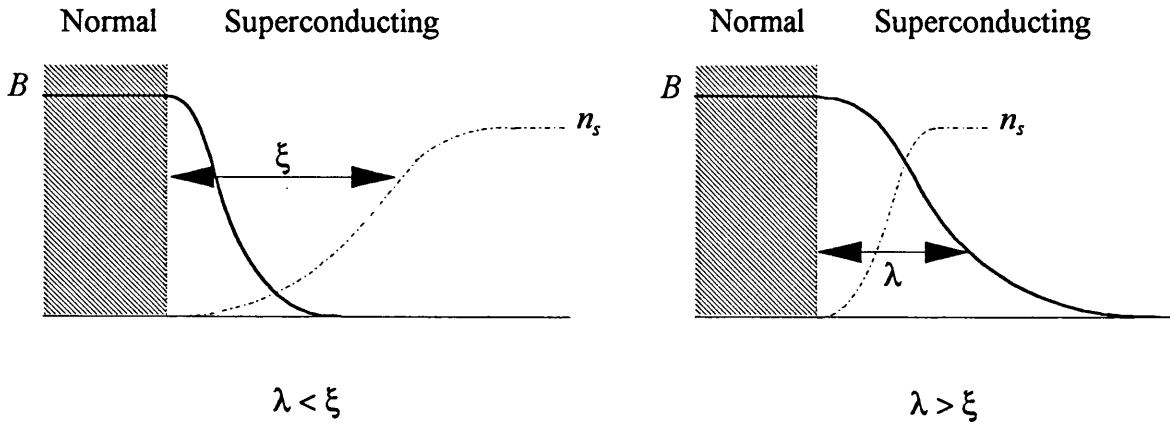 Normal Superconducting
B
n_s
ξ
λ < ξ
Normal Superconducting
B
n_s
λ
λ > ξ